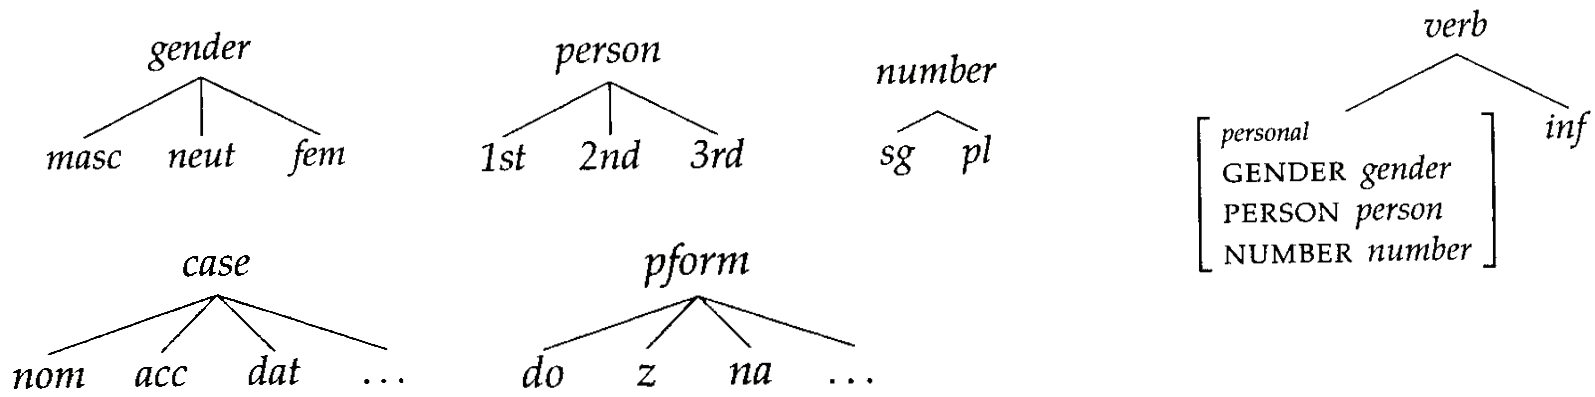 gender
masc neut fem
person
1st 2nd 3rd
number
sg pl
verb
personal
GENDER gender
PERSON person
NUMBER number
inf
case
nom acc dat ...
pform
do z na ...